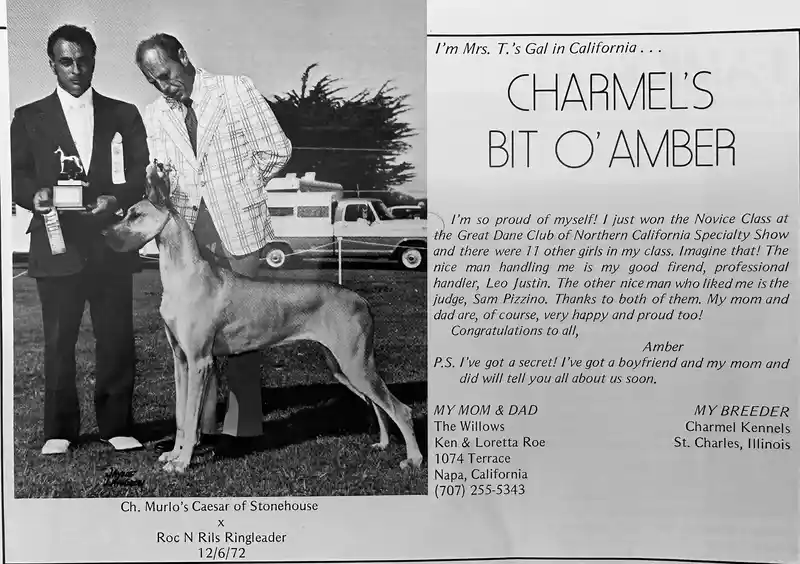 I'm Mrs. T.'s Gal in California . . .
CHARMEL'S
BIT O' AMBER
I'm so proud of myself! I just won the Novice Class at
the Great Dane Club of Northern California Specialty Show
and there were 11 other girls in my class. Imagine that! The
nice man handling me is my good firend, professional
handler, Leo Justin. The other nice man who liked me is the
judge, Sam Pizzino. Thanks to both of them. My mom and
dad are, of course, very happy and proud too!
Congratulations to all,
Amber
P.S. I've got a secret! I've got a boyfriend and my mom and
did will tell you all about us soon.
MY MOM & DAD
The Willows
Ken & Loretta Roe
1074 Terrace
Napa, California
(707) 255-5343
MY BREEDER
Charmel Kennels
St. Charles, Illinois
Ch. Murlo's Caesar of Stonehouse
x
Roc N Rils Ringleader
12/6/72